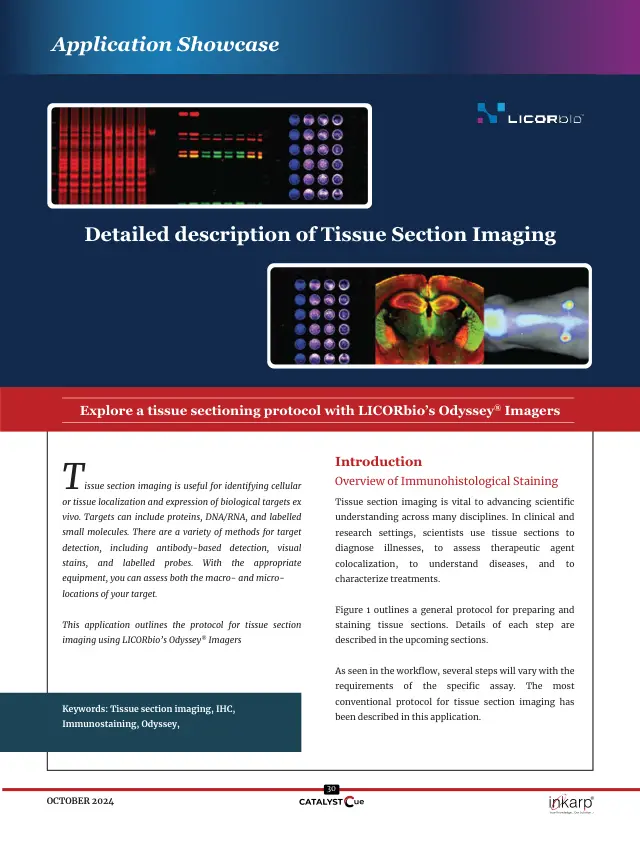 Application Showcase
LICORbio™
Detailed description of Tissue Section Imaging
Explore a tissue sectioning protocol with LICORbio's Odyssey® Imagers
Tissue section imaging is useful for identifying cellular
or tissue localization and expression of biological targets ex
vivo. Targets can include proteins, DNA/RNA, and labelled
small molecules. There are a variety of methods for target
detection, including antibody-based detection, visual
stains, and labelled probes. With the appropriate
equipment, you can assess both the macro- and micro-
locations of your target.
This application outlines the protocol for tissue section
imaging using LICORbio's Odyssey® Imagers
Keywords: Tissue section imaging, IHC,
Immunostaining, Odyssey,
Introduction
Overview of Immunohistological Staining
Tissue section imaging is vital to advancing scientific
understanding across many disciplines. In clinical and
research settings, scientists use tissue sections to
diagnose illnesses, to assess therapeutic agent
colocalization, to understand diseases, and to
characterize treatments.
Figure 1 outlines a general protocol for preparing and
staining tissue sections. Details of each step are
described in the upcoming sections.
As seen in the workflow, several steps will vary with the
requirements of the specific assay. The most
conventional protocol for tissue section imaging has
been described in this application.
OCTOBER 2024
30
CATALYST Cue
inkarp®